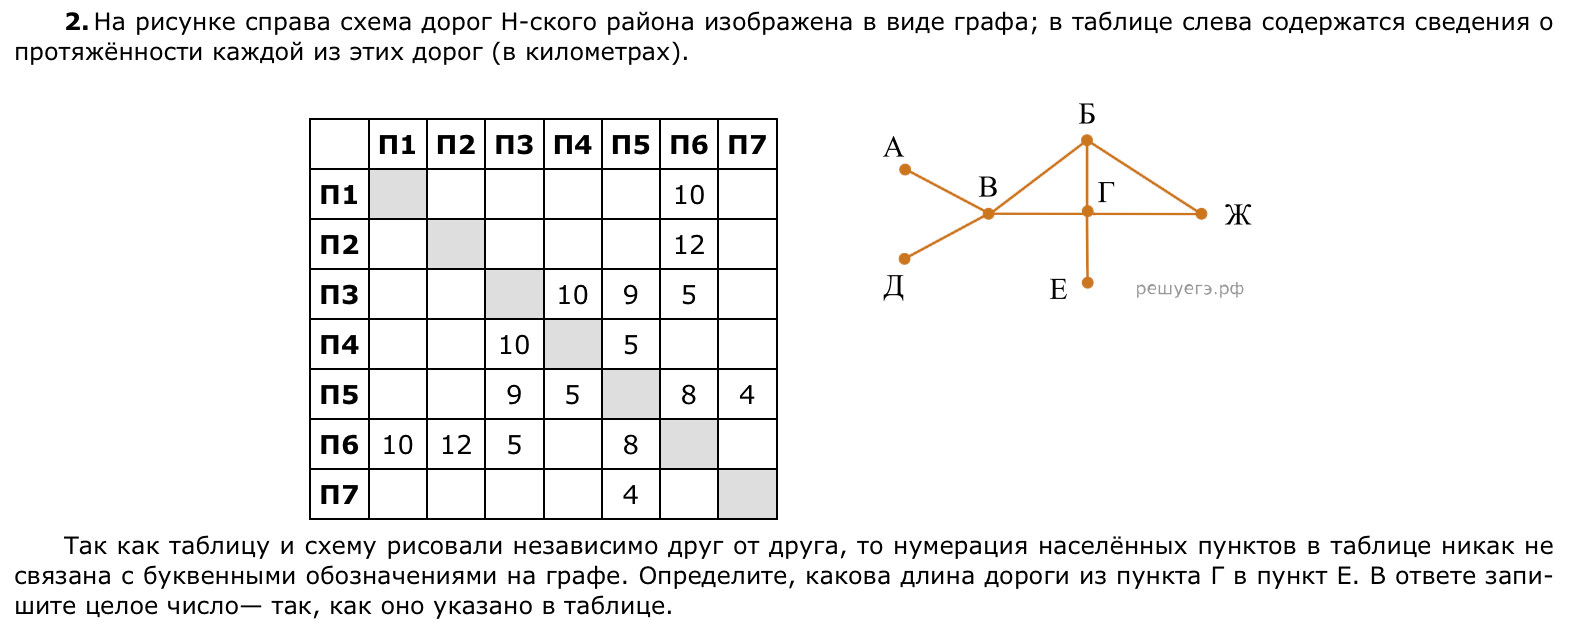 2. На рисунке справа схема дорог Н-ского района изображена в виде графа; в таблице слева содержатся сведения о
протяжённости каждой из этих дорог (в километрах).
П1 П2 П3 П4 П5 П6 П7
П1 10
П2 12
П3 10 9 5
П4 10 5
П5 9 5 8 4
П6 10 12 5 8
П7 4
Б
А
В
Г
Ж
Д
Е
решуегэ.рф
Так как таблицу и схему рисовали независимо друг от друга, то нумерация населённых пунктов в таблице никак не
связана с буквенными обозначениями на графе. Определите, какова длина дороги из пункта Г в пункт Е. В ответе запи-
шите целое число— так, как оно указано в таблице.